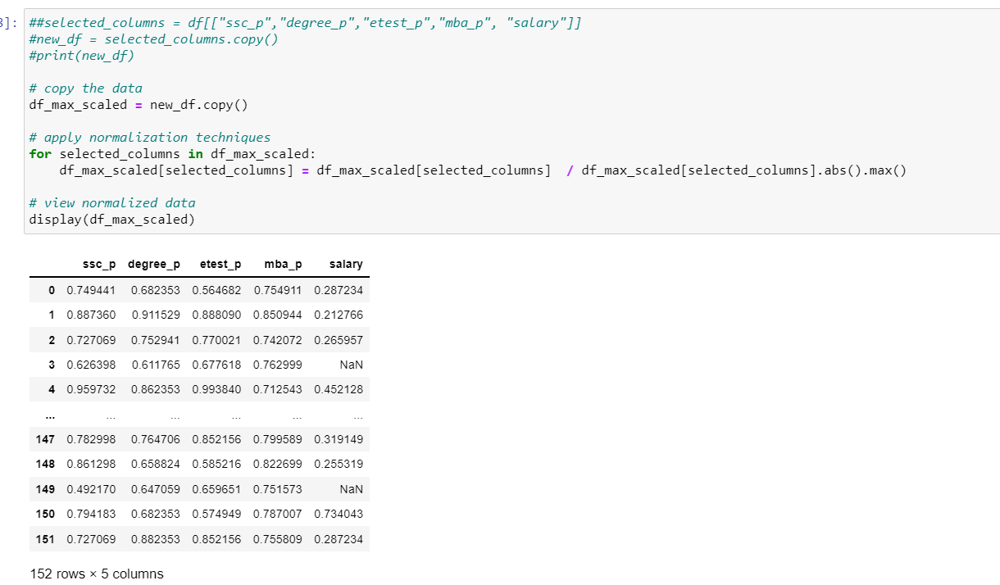 3]: ##selected_columns = df[["ssc_p","degree_p","etest_p","mba_p", "salary"]]
#new_df = selected_columns.copy()
#print(new_df)
# copy the data
df_max_scaled = new_df.copy()
# apply normalization techniques
for selected_columns in df_max_scaled:
    df_max_scaled[selected_columns] = df_max_scaled[selected_columns]  / df_max_scaled[selected_columns].abs().max()
# view normalized data
display(df_max_scaled)
ssc_p degree_p etest_p mba_p salary
0 0.749441 0.682353 0.564682 0.754911 0.287234
1 0.887360 0.911529 0.888090 0.850944 0.212766
2 0.727069 0.752941 0.770021 0.742072 0.265957
3 0.626398 0.611765 0.677618 0.762999 NaN
4 0.959732 0.862353 0.993840 0.712543 0.452128
... ... ... ... ... ...
147 0.782998 0.764706 0.852156 0.799589 0.319149
148 0.861298 0.658824 0.585216 0.822699 0.255319
149 0.492170 0.647059 0.659651 0.751573 NaN
150 0.794183 0.682353 0.574949 0.787007 0.734043
151 0.727069 0.882353 0.852156 0.755809 0.287234
152 rows × 5 columns